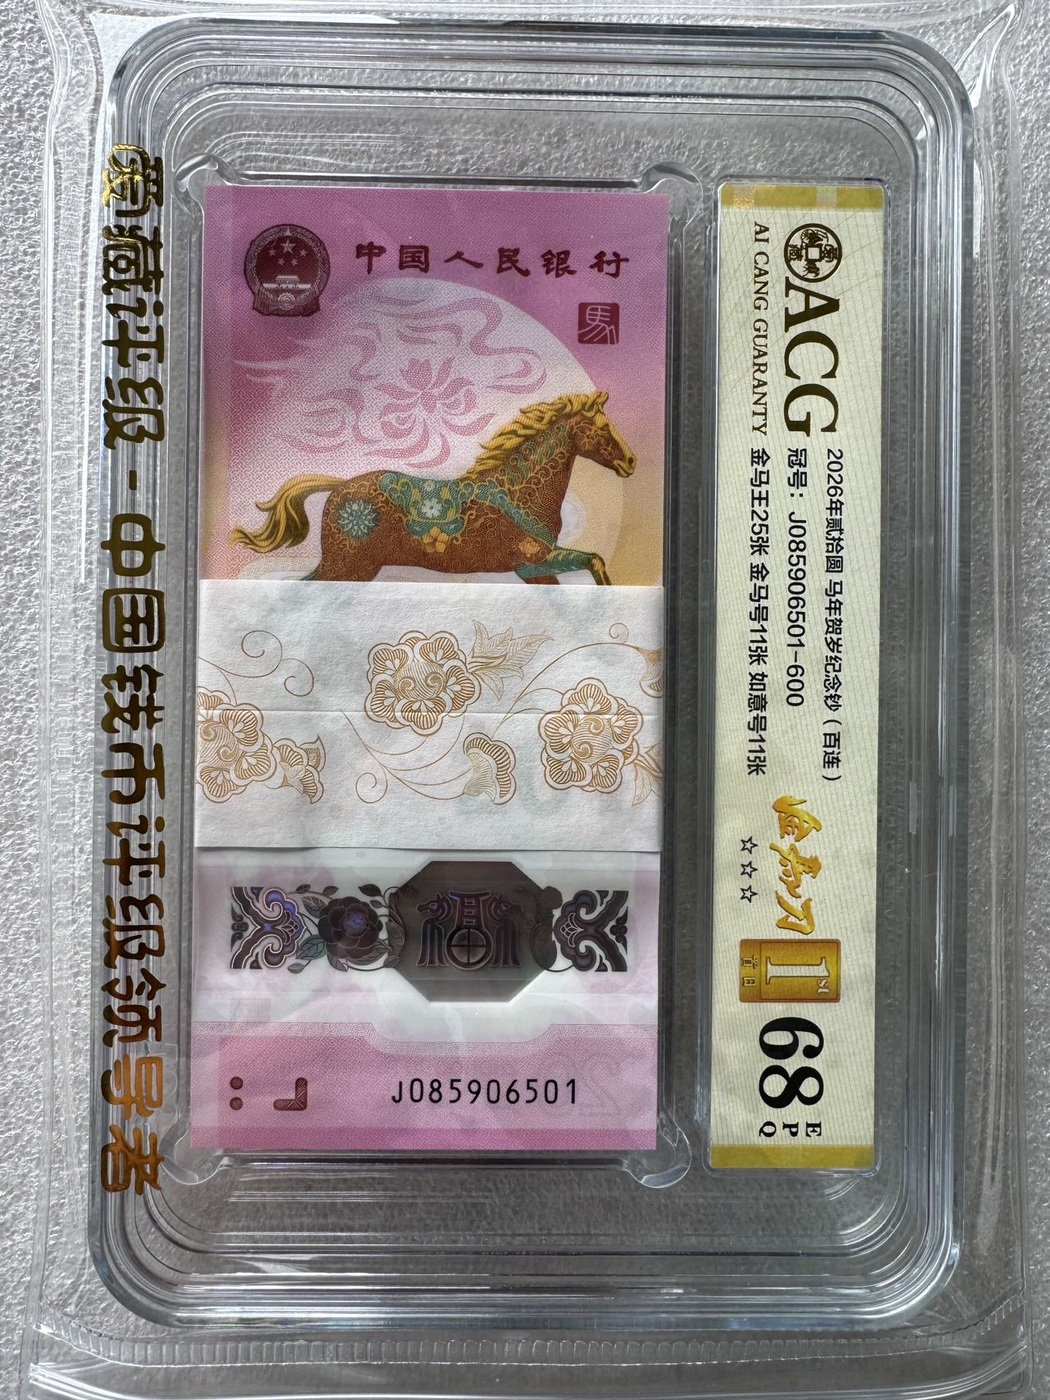 爱藏评级-中国钱币评级领导者
中国人民银行
馬
J085906501
ACG
AI CANG GUARANTY
2026年贰拾圆 马年贺岁纪念钞（百连）
冠号：J085906501-600
金马王25张 金马号11张 如意号11张
☆☆☆
1st
首日
68
EPQ